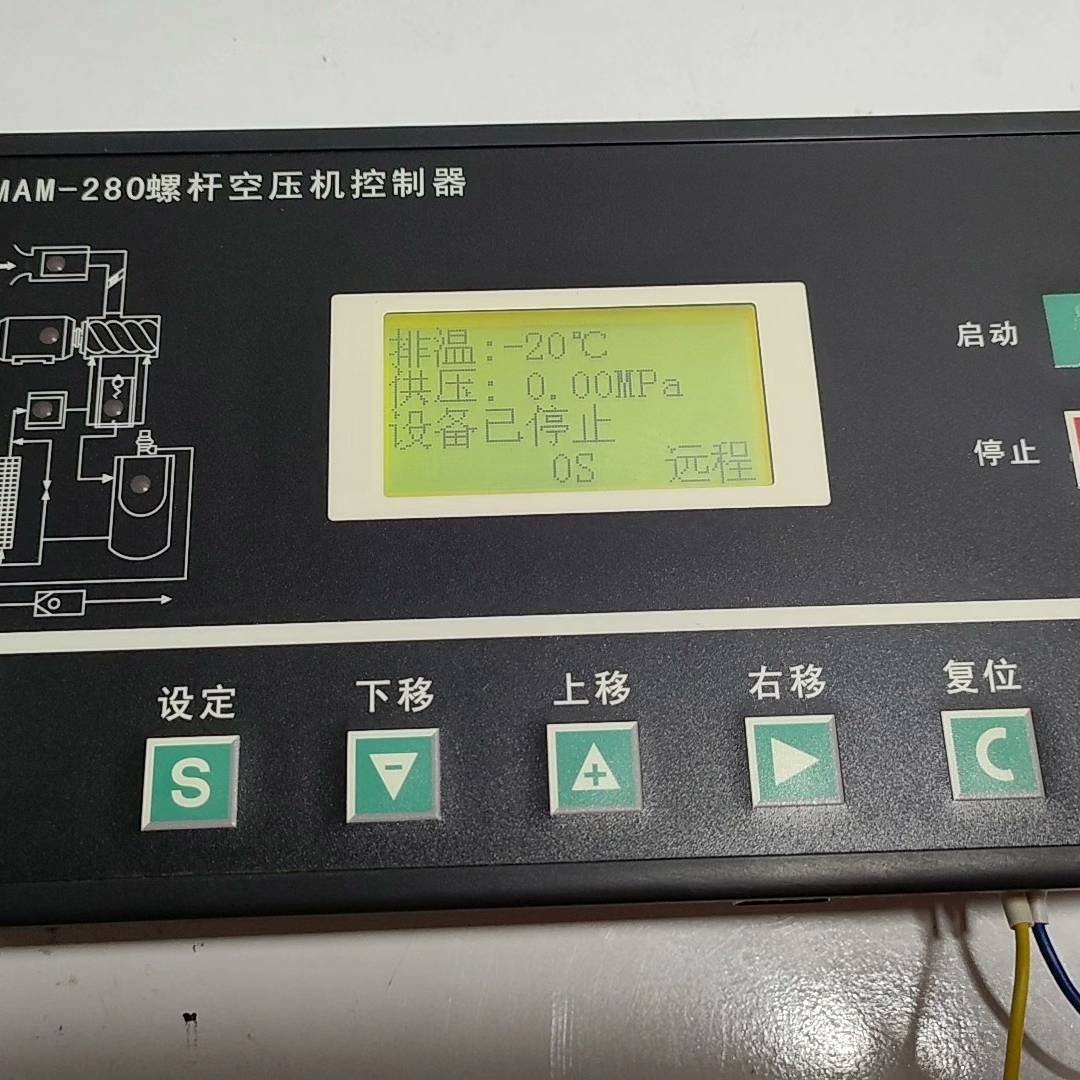 MAM-280螺杆空压机控制器
排温:-20℃
供压: 0.00MPa
设备已停止
0S 远程
启动
停止
设定
下移
上移
右移
复位
S
-
+
C